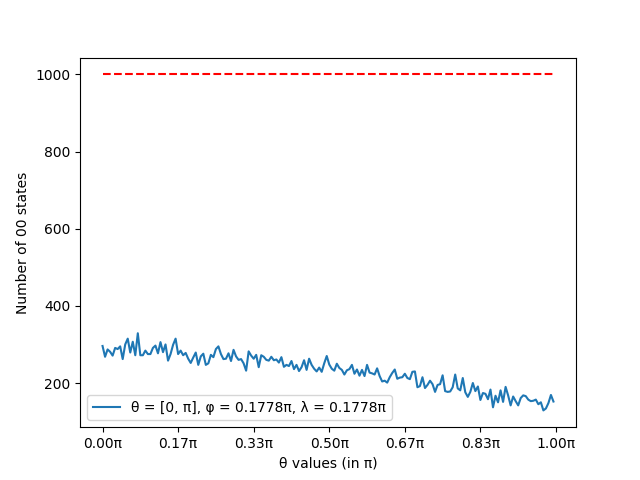 1000
800
600
400
200
Number of 00 states
θ = [0, π], φ = 0.1778π, λ = 0.1778π
0.00π 0.17π 0.33π 0.50π 0.67π 0.83π 1.00π
θ values (in π)